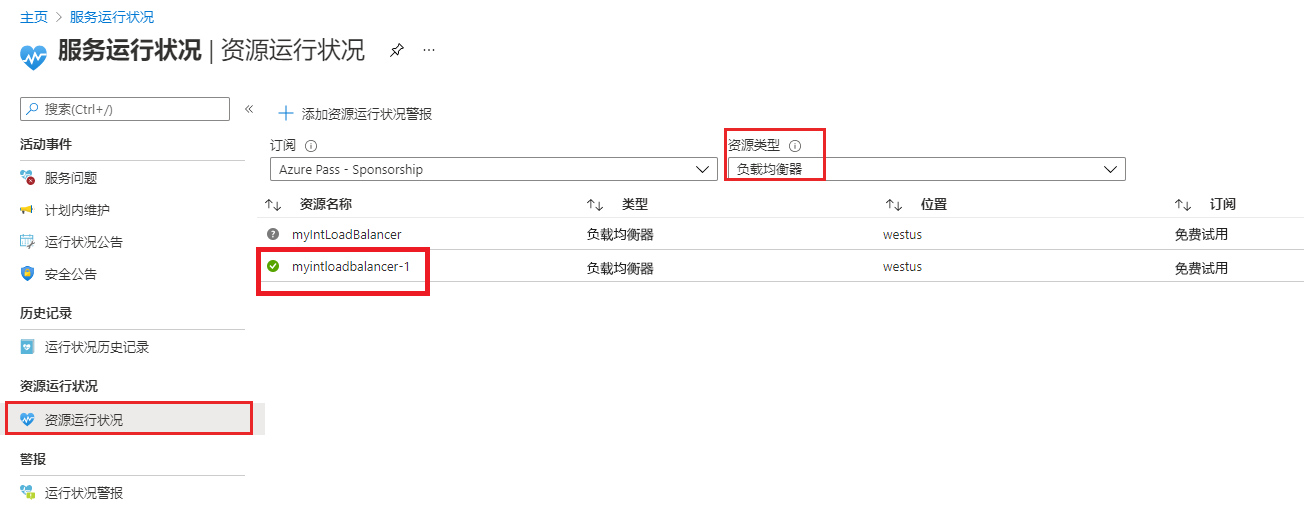 主页 > 服务运行状况
服务运行状况 | 资源运行状况 ...
搜索(Ctrl+/)
«
活动事件
服务问题
计划内维护
运行状况公告
安全公告
历史记录
运行状况历史记录
资源运行状况
资源运行状况
警报
运行状况警报
+ 添加资源运行状况警报
订阅
Azure Pass - Sponsorship
资源类型
负载均衡器
↑↓ 资源名称 ↑↓ 类型 ↑↓ 位置 ↑↓ 订阅
myIntLoadBalancer 负载均衡器 westus 免费试用
myintloadbalancer-1 负载均衡器 westus 免费试用